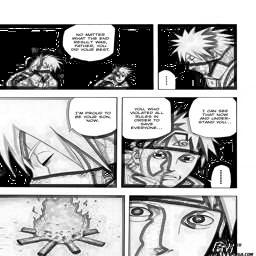 NO MATTER
WHAT THE END
RESULT WAS,
FATHER, YOU
DID YOUR BEST.
.....
I CAN SEE
THAT NOW
AND UNDER-
STAND YOU...
YOU, WHO
VIOLATED ALL
RULES IN
ORDER TO
SAVE
EVERYONE...
I'M PROUD TO
BE YOUR SON,
NOW.
.....